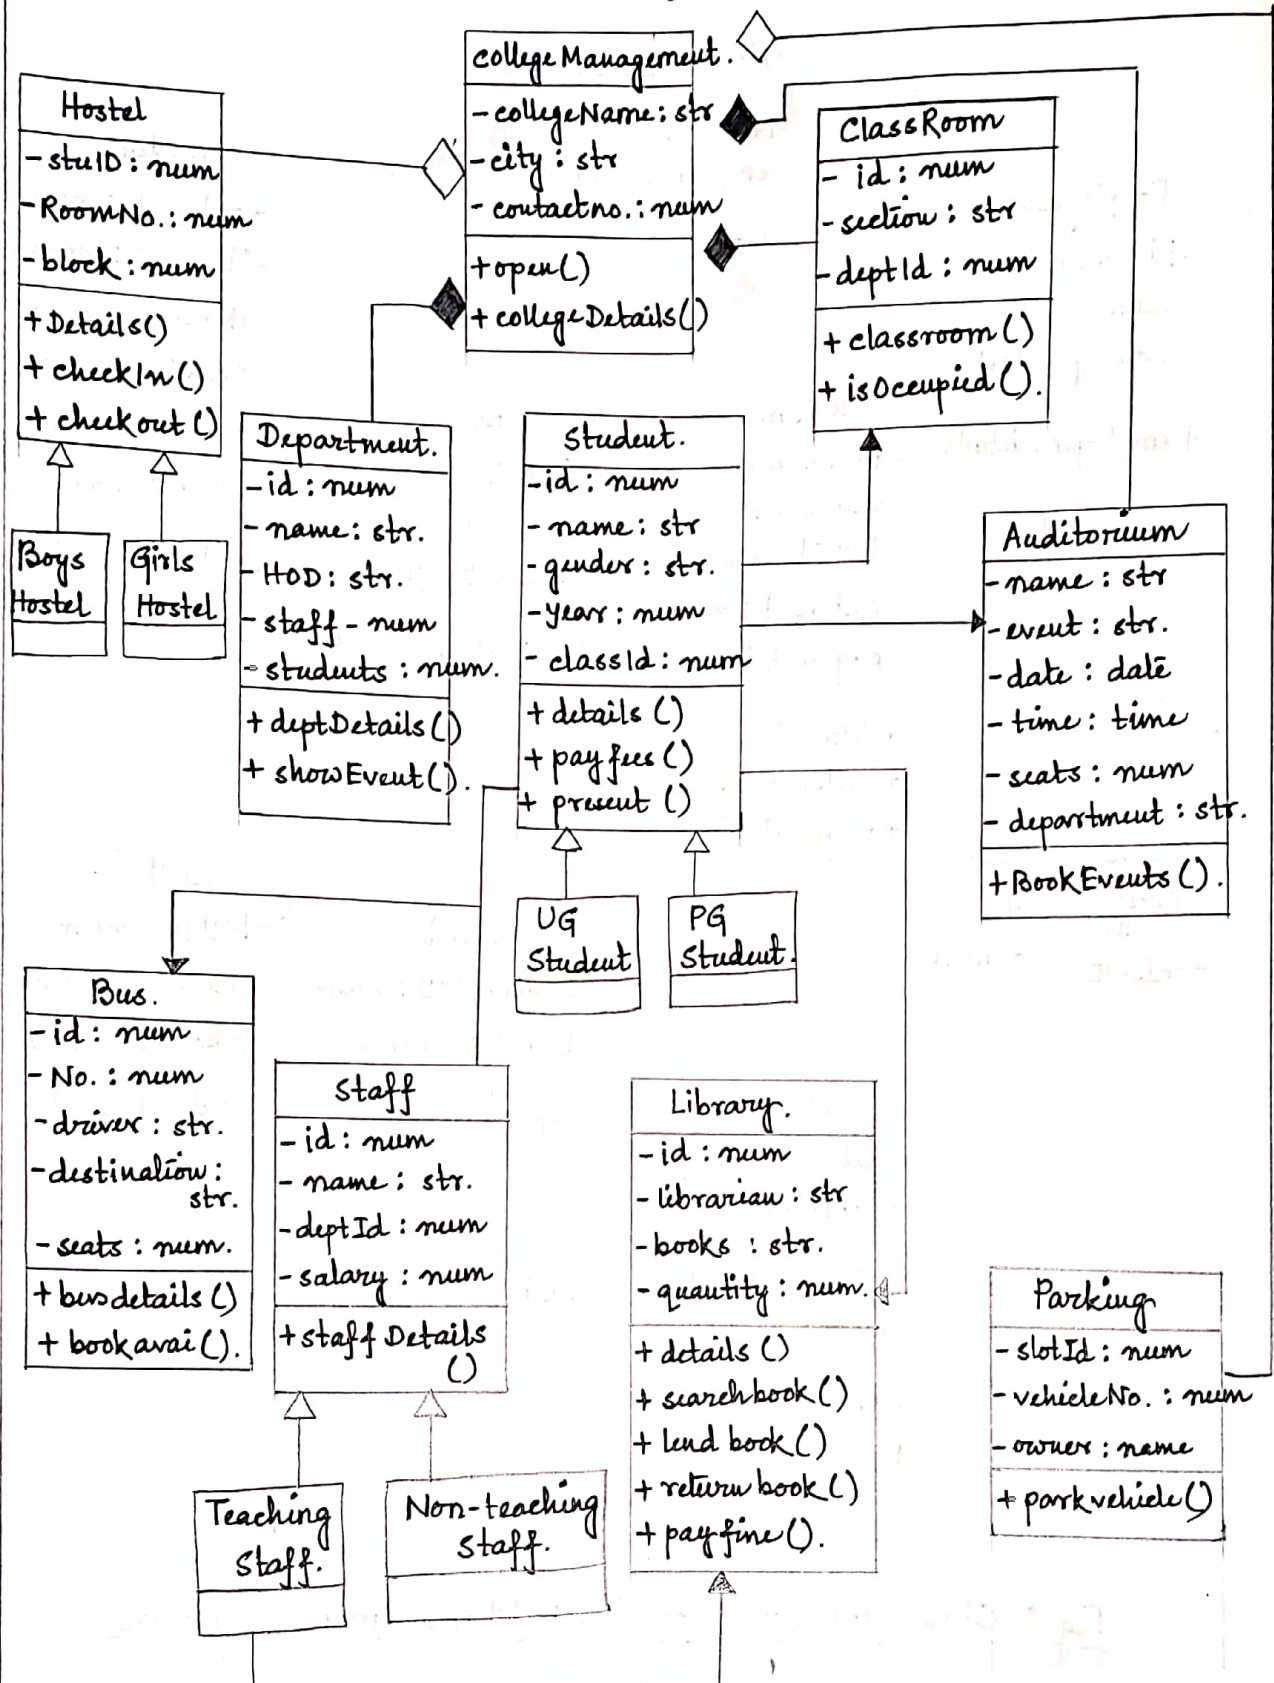 college Management.
- collegeName : str
- city : str
- contactno. : num
+ open()
+ collegeDetails()
Hostel
- stuID : num
- RoomNo. : num
- block : num
+ Details()
+ checkIn()
+ checkout()
Boys
Hostel
Girls
Hostel
ClassRoom
- id : num
- section : str
- deptId : num
+ classroom()
+ isOccupied().
Department.
- id : num
- name : str.
- HOD : str.
- staff - num
- students : num.
+ deptDetails()
+ showEvent().
Student.
- id : num
- name : str
- gender : str.
- year : num
- classId : num
+ details()
+ payfees()
+ present()
UG
Student
PG
Student.
Auditorium
- name : str
- event : str.
- date : date
- time : time
- seats : num
- department : str.
+ BookEvents().
Bus.
- id : num
- No. : num
- driver : str.
- destination :
str.
- seats : num.
+ busdetails()
+ bookavai().
Staff
- id : num
- name : str.
- deptId : num
- salary : num
+ staffDetails
()
Teaching
Staff.
Non-teaching
Staff.
Library.
- id : num
- librarian : str
- books : str.
- quantity : num.
+ details()
+ searchbook()
+ lend book()
+ return book()
+ payfine().
Parking
- slotId : num
- vehicleNo. : num
- owner : name
+ parkvehicle()